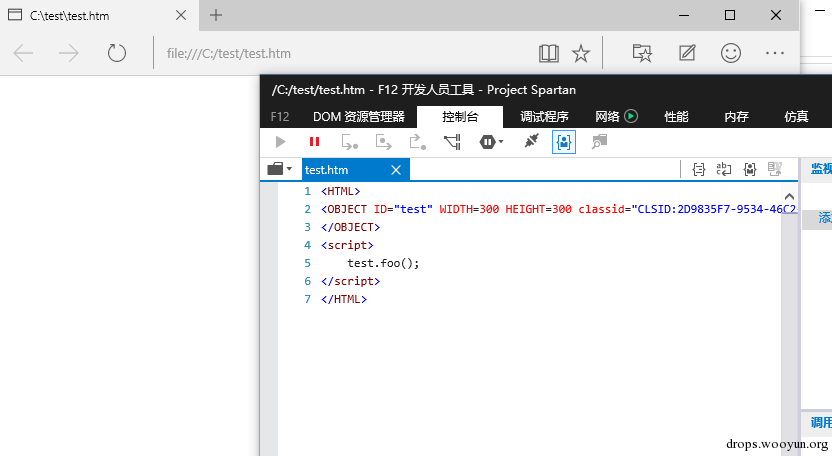 C:\test\test.htm
file:///C:/test/test.htm
/C:/test/test.htm - F12 开发人员工具 - Project Spartan
F12 DOM 资源管理器 控制台 调试程序 网络 性能 内存 仿真
test.htm
监视
添加
1 <HTML>
2 <OBJECT ID="test" WIDTH=300 HEIGHT=300 classid="CLSID:2D9835F7-9534-46C2
3 </OBJECT>
4 <script>
5 test.foo();
6 </script>
7 </HTML>
调用
drops.wooyun.org